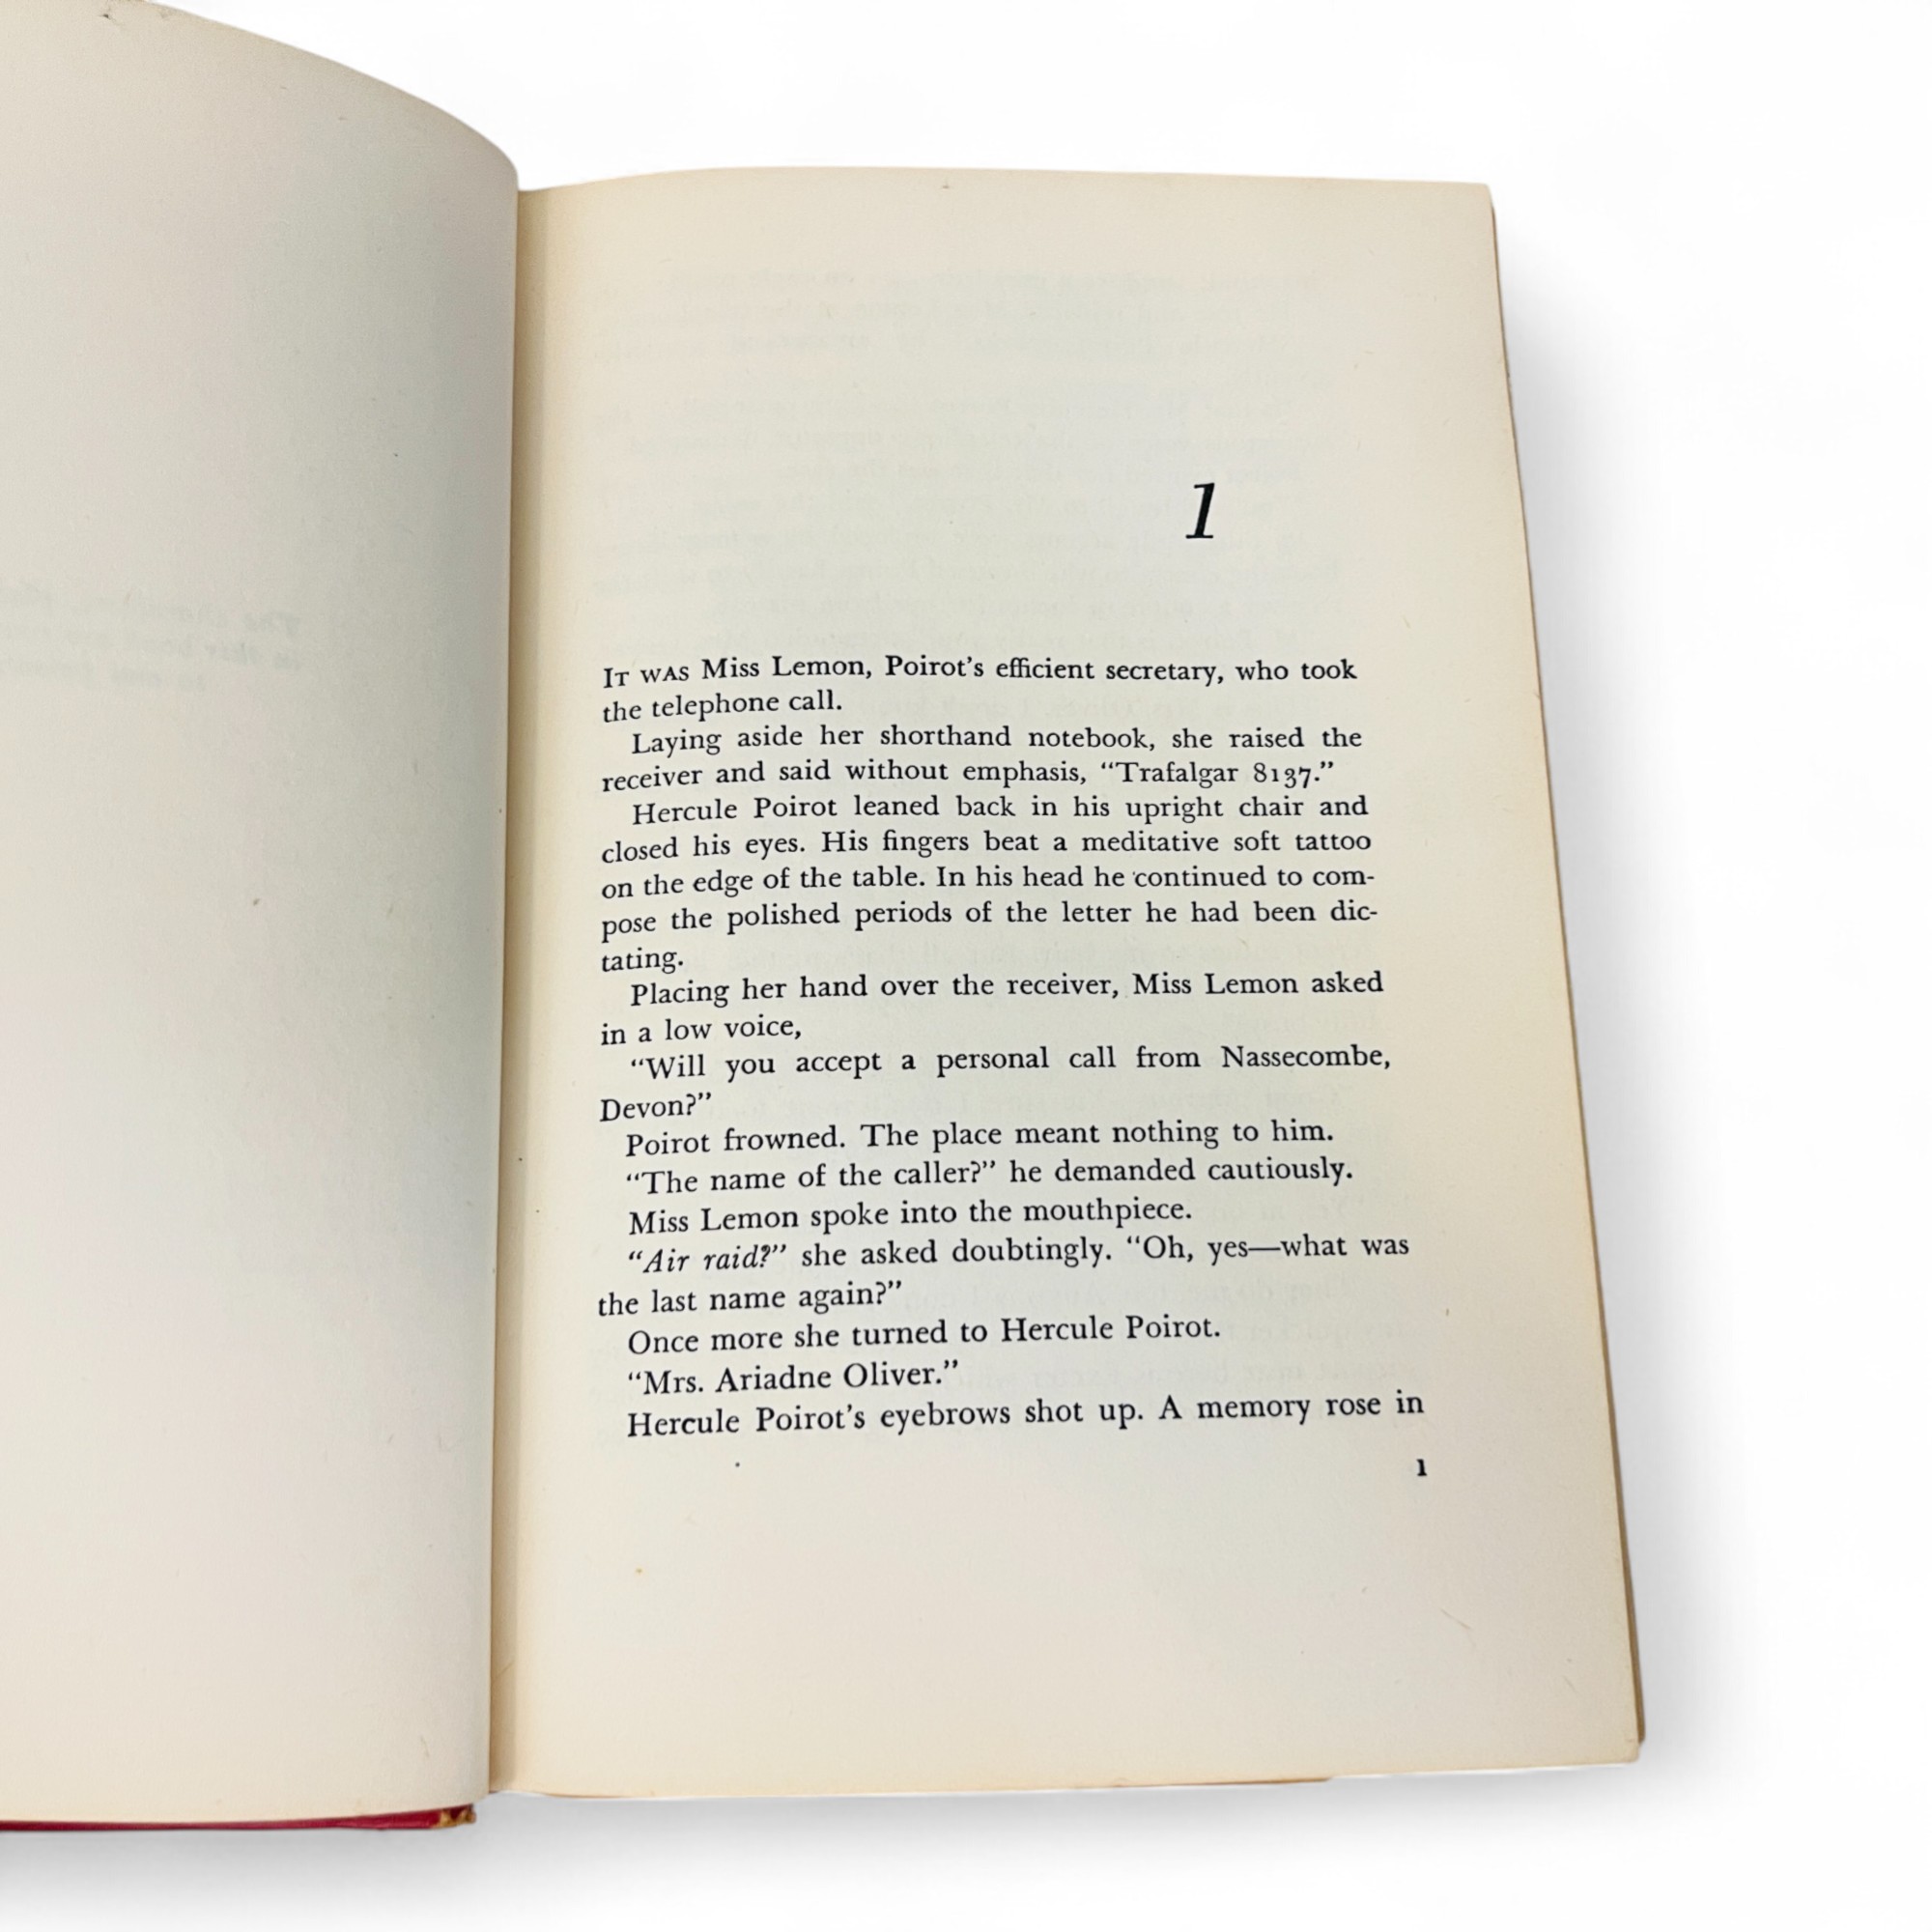 1
IT WAS Miss Lemon, Poirot's efficient secretary, who took
the telephone call.
Laying aside her shorthand notebook, she raised the
receiver and said without emphasis, “Trafalgar 8137.”
Hercule Poirot leaned back in his upright chair and
closed his eyes. His fingers beat a meditative soft tattoo
on the edge of the table. In his head he continued to com-
pose the polished periods of the letter he had been dic-
tating.
Placing her hand over the receiver, Miss Lemon asked
in a low voice,
“Will you accept a personal call from Nassecombe,
Devon?”
Poirot frowned. The place meant nothing to him.
“The name of the caller?” he demanded cautiously.
Miss Lemon spoke into the mouthpiece.
“Air raid?” she asked doubtingly. “Oh, yes—what was
the last name again?”
Once more she turned to Hercule Poirot.
“Mrs. Ariadne Oliver.”
Hercule Poirot's eyebrows shot up. A memory rose in
1